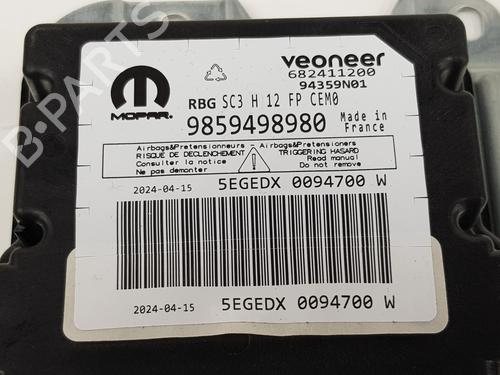 MOPAR
veoneer
682411200
94359N01
RBG SC3 H 12 FP CEM0
9859498980
Made in
France
Airbags&Pretensionneurs - Airbags&Pretensioners
RISQUE DE DECLENCHEMENT
Consulter la notice
Ne pas demonter
TRIGGERING HASARD
Read manual
Do not remove
2024-04-15 5EGEDX 0094700 W
2024-04-15 5EGEDX 0094700 W
B-PARTS